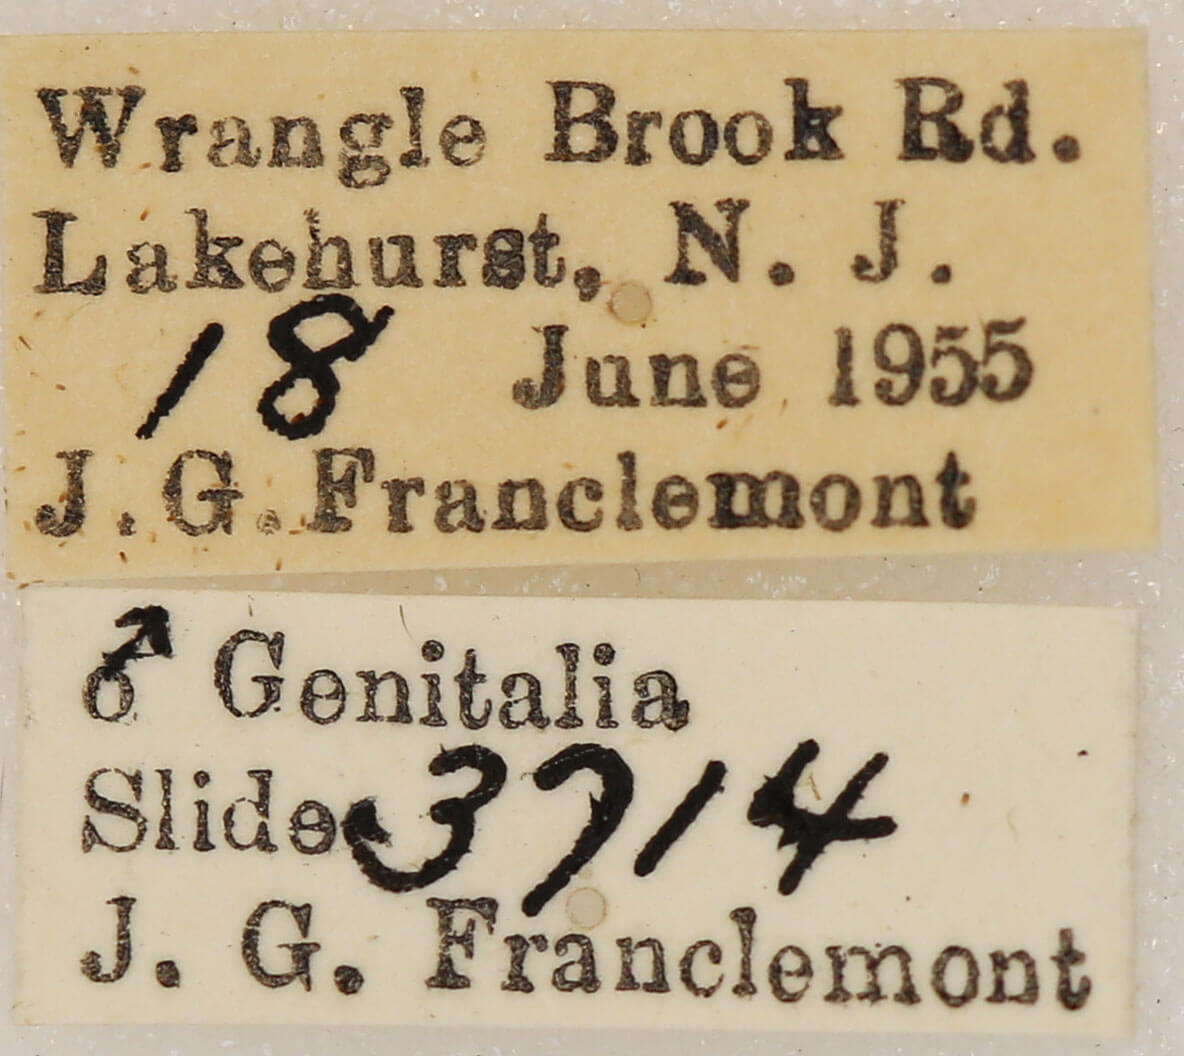 Wrangle Brook Rd.
Lakehurst, N. J.
18 June 1955
J. G. Franclemont
♂ Genitalia
Slide 3714
J. G. Franclemont